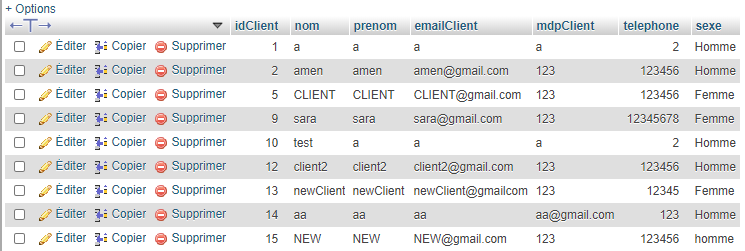 + Options
←T→ idClient nom prenom emailClient mdpClient telephone sexe
Éditer Copier Supprimer 1 a a a a 2 Homme
Éditer Copier Supprimer 2 amen amen amen@gmail.com 123 123456 Homme
Éditer Copier Supprimer 5 CLIENT CLIENT CLIENT@gmail.com 123 123456 Femme
Éditer Copier Supprimer 9 sara sara sara@gmail.com 123 12345678 Femme
Éditer Copier Supprimer 10 test a a a 2 Homme
Éditer Copier Supprimer 12 client2 client2 client2@gmail.com 123 123456 Homme
Éditer Copier Supprimer 13 newClient newClient newClient@gmailcom 123 12345 Femme
Éditer Copier Supprimer 14 aa aa aa aa@gmail.com 123 Homme
Éditer Copier Supprimer 15 NEW NEW NEW@gmail.com 123 123456 homme